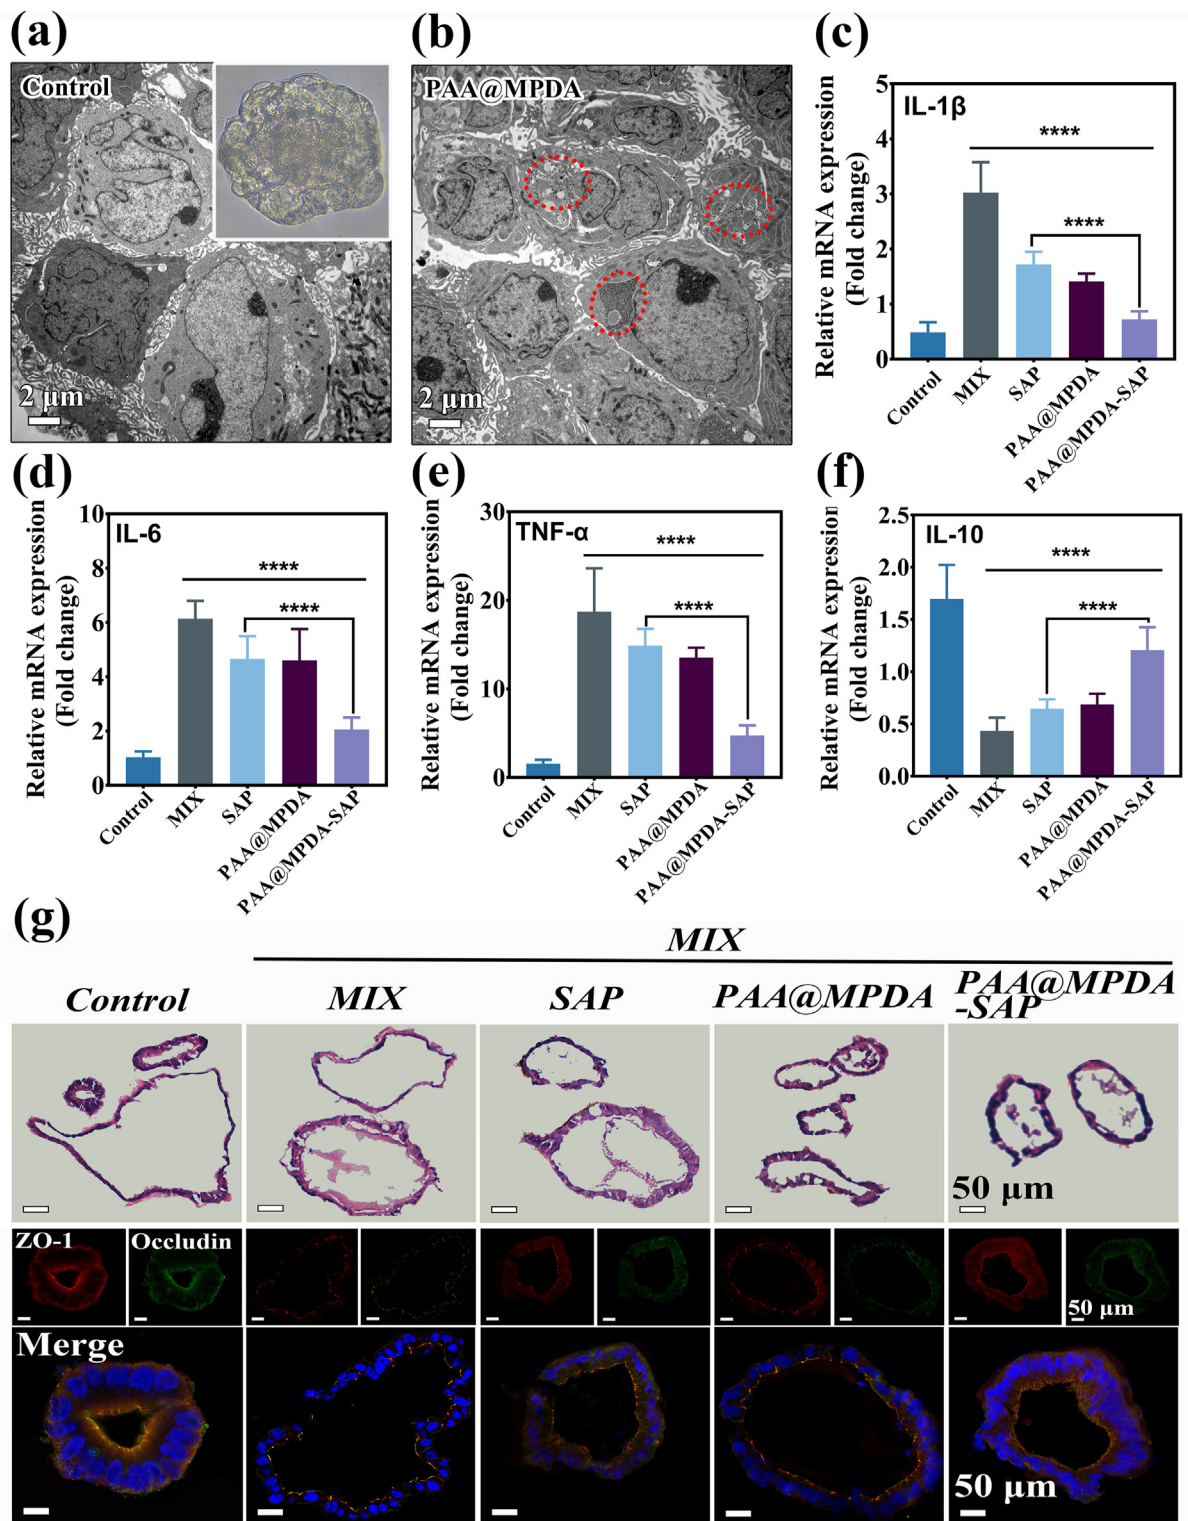 (a)
Control
2 μm
(b)
PAA@MPDA
2 μm
(c)
Relative mRNA expression
(Fold change)
5
4
3
2
1
0
IL-1β
****
****
Control
MIX
SAP
PAA@MPDA
PAA@MPDA-SAP
(d)
Relative mRNA expression
(Fold change)
10
8
6
4
2
0
IL-6
****
****
Control
MIX
SAP
PAA@MPDA
PAA@MPDA-SAP
(e)
Relative mRNA expression
(Fold change)
30
20
10
0
TNF-α
****
****
Control
MIX
SAP
PAA@MPDA
PAA@MPDA-SAP
(f)
Relative mRNA expression
(Fold change)
2.5
2.0
1.5
1.0
0.5
0.0
IL-10
****
****
Control
MIX
SAP
PAA@MPDA
PAA@MPDA-SAP
(g)
MIX
Control
MIX
SAP
PAA@MPDA
PAA@MPDA
-SAP
50 μm
ZO-1
Occludin
50 μm
Merge
50 μm